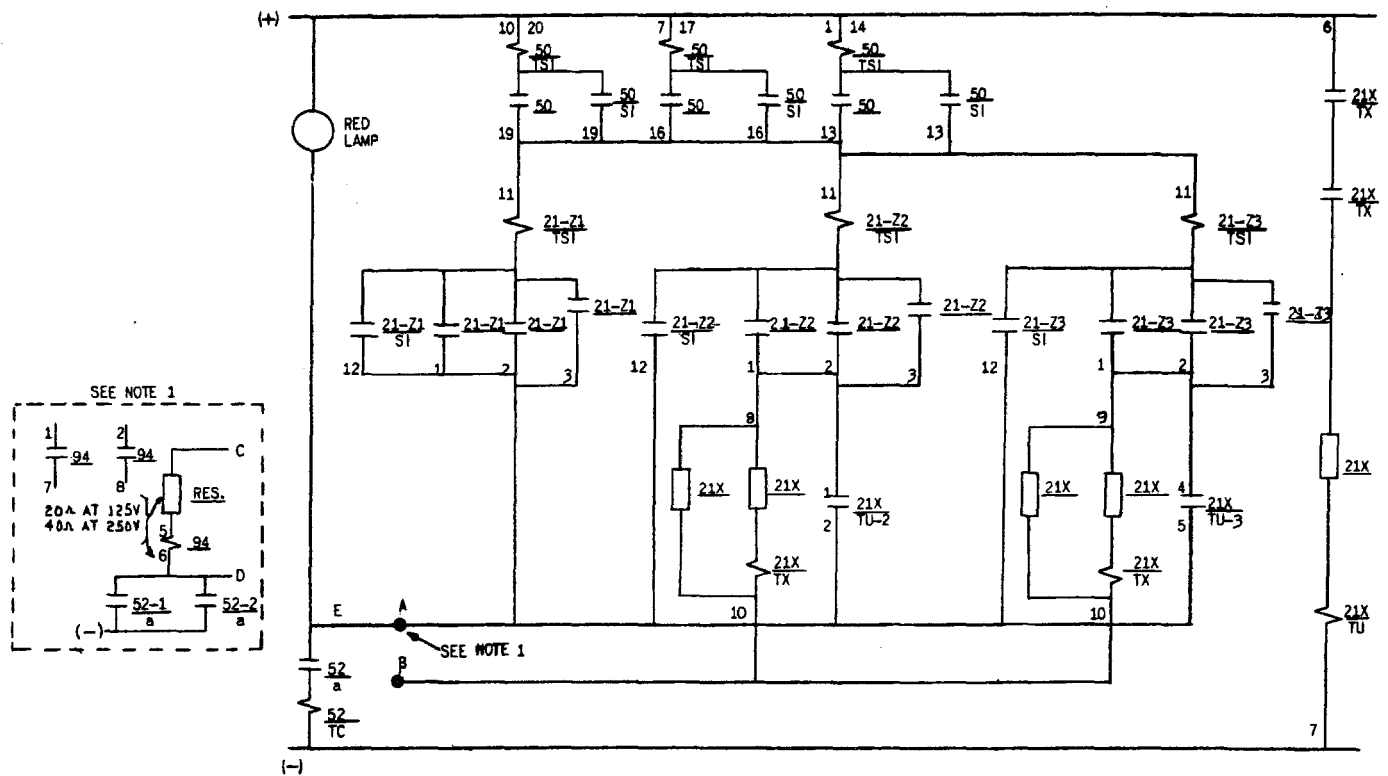 (+)
10 20
7 17
1 14
6
50
TSI
50
TSI
50
TSI
50
50
SI
50
50
SI
50
50
SI
21X
TX
RED
LAMP
19 19 16 16 13 13
21X
TX
11 11 11
21-Z1
TSI
21-Z2
TSI
21-Z3
TSI
21-Z1
SI
21-Z1
21-Z1
21-Z1
21-Z2
SI
21-Z2
21-Z2
21-Z2
21-Z3
SI
21-Z3
21-Z3
21-Z3
12 1 2 3
12 1 2 3
12 1 2 3
SEE NOTE 1
1 2
94 94
7 8
C
RES.
20Ω AT 125V
40Ω AT 250V
5
6
94
D
52-1
a
52-2
a
(-)
8 9
21X 21X
1
2
21X
TU-2
21X 21X
4
5
21X
TU-3
21X
21X
TX
21X
TX
10 10
21X
TU
E A
SEE NOTE 1
B
52
a
52
TC
7
(-)